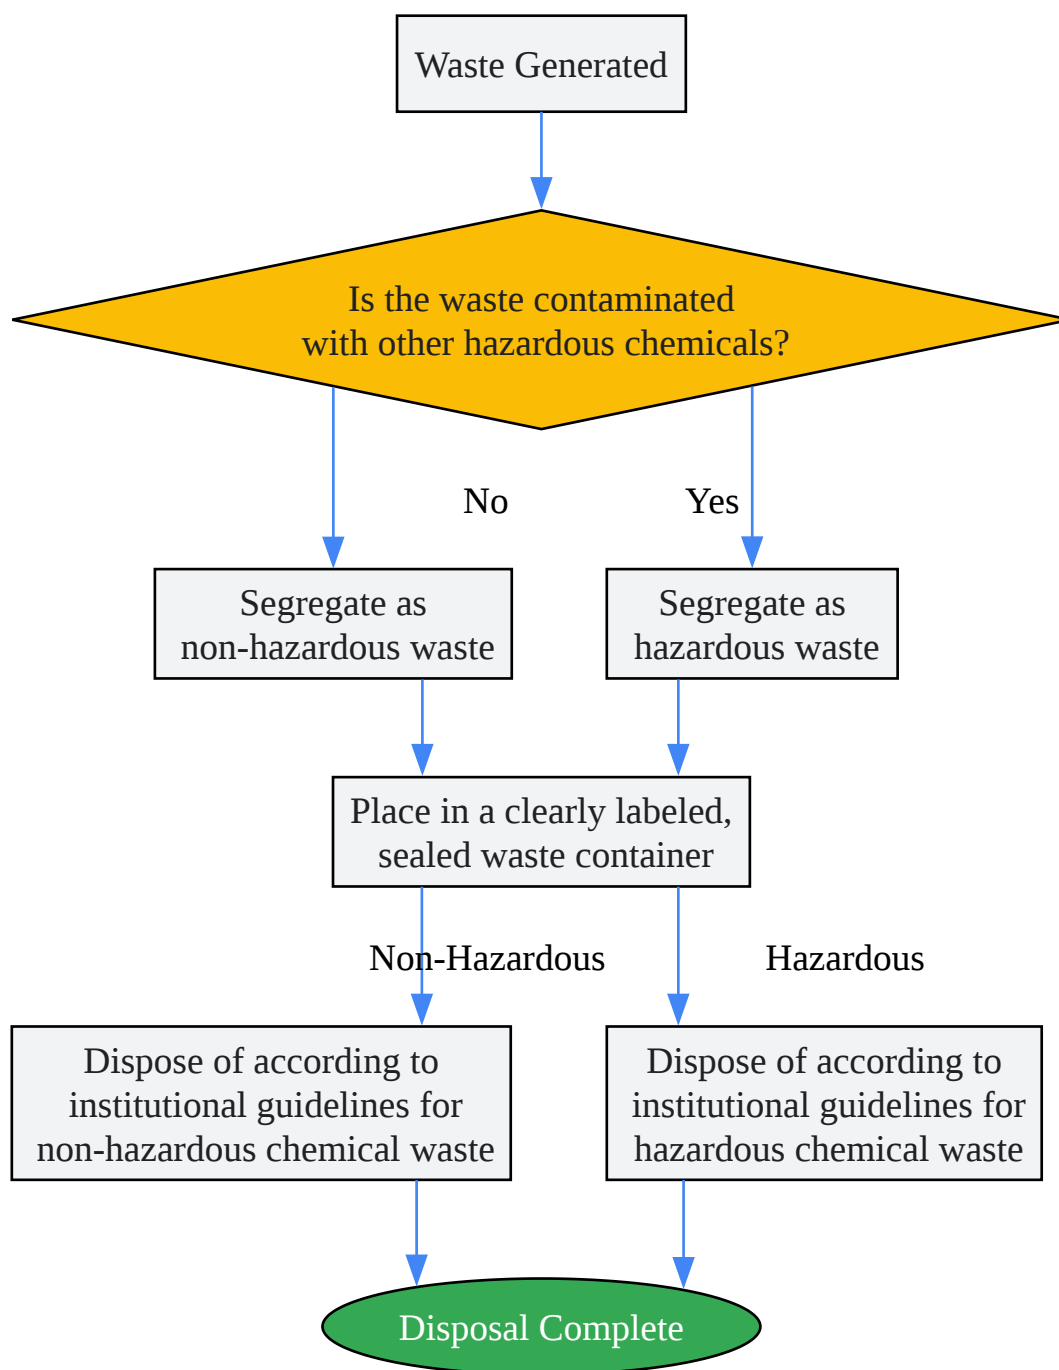 Waste Generated
Is the waste contaminated
with other hazardous chemicals?
No
Yes
Segregate as
non-hazardous waste
Segregate as
hazardous waste
Place in a clearly labeled,
sealed waste container
Non-Hazardous
Hazardous
Dispose of according to
institutional guidelines for
non-hazardous chemical waste
Dispose of according to
institutional guidelines for
hazardous chemical waste
Disposal Complete